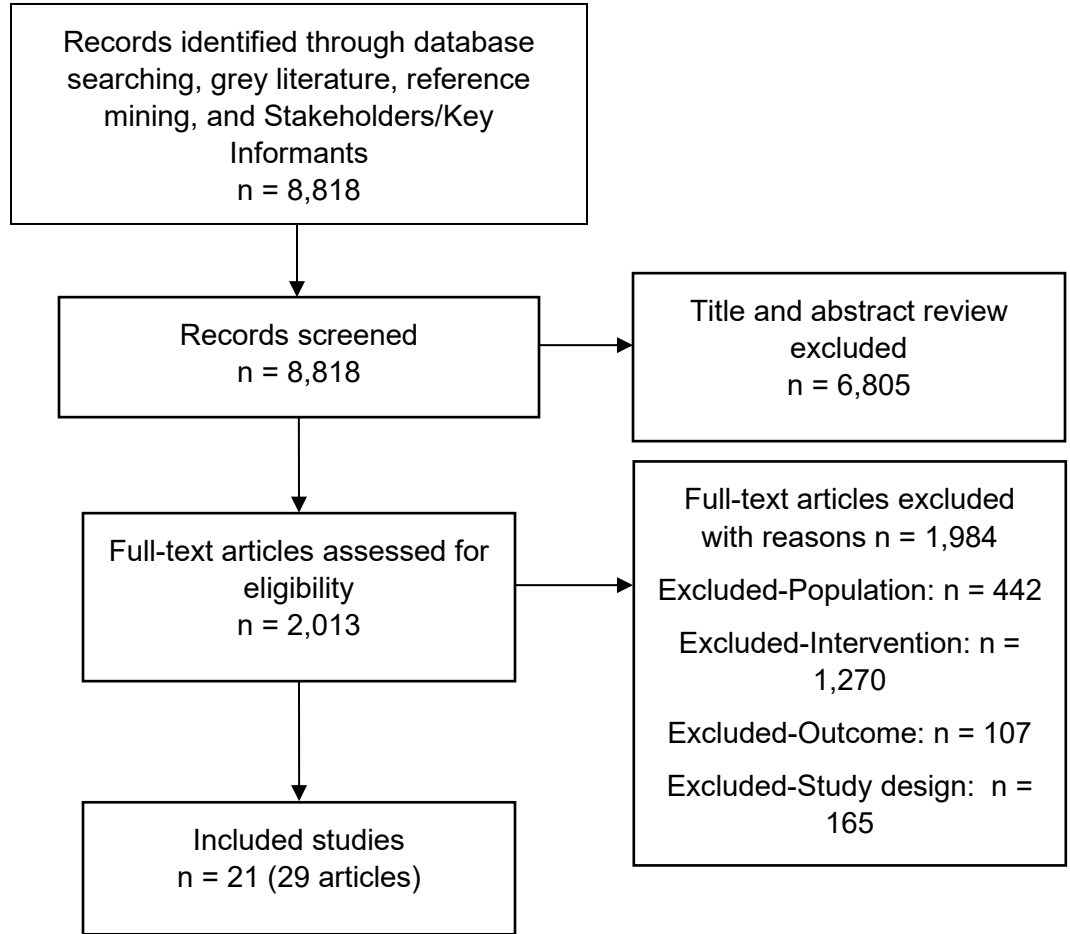 Records identified through database
searching, grey literature, reference
mining, and Stakeholders/Key
Informants
n = 8,818
Records screened
n = 8,818
Title and abstract review
excluded
n = 6,805
Full-text articles assessed for
eligibility
n = 2,013
Full-text articles excluded
with reasons n = 1,984
Excluded-Population: n = 442
Excluded-Intervention: n =
1,270
Excluded-Outcome: n = 107
Excluded-Study design:  n =
165
Included studies
n = 21 (29 articles)